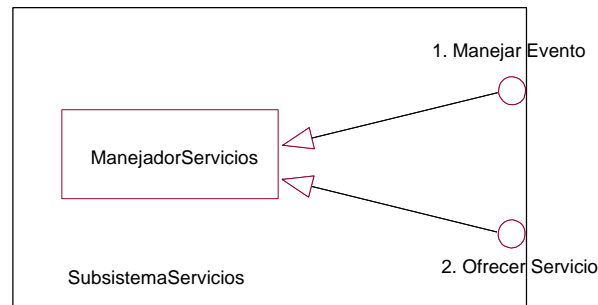 1. Manejar Evento
ManejadorServicios
2. Ofrecer Servicio
SubsistemaServicios